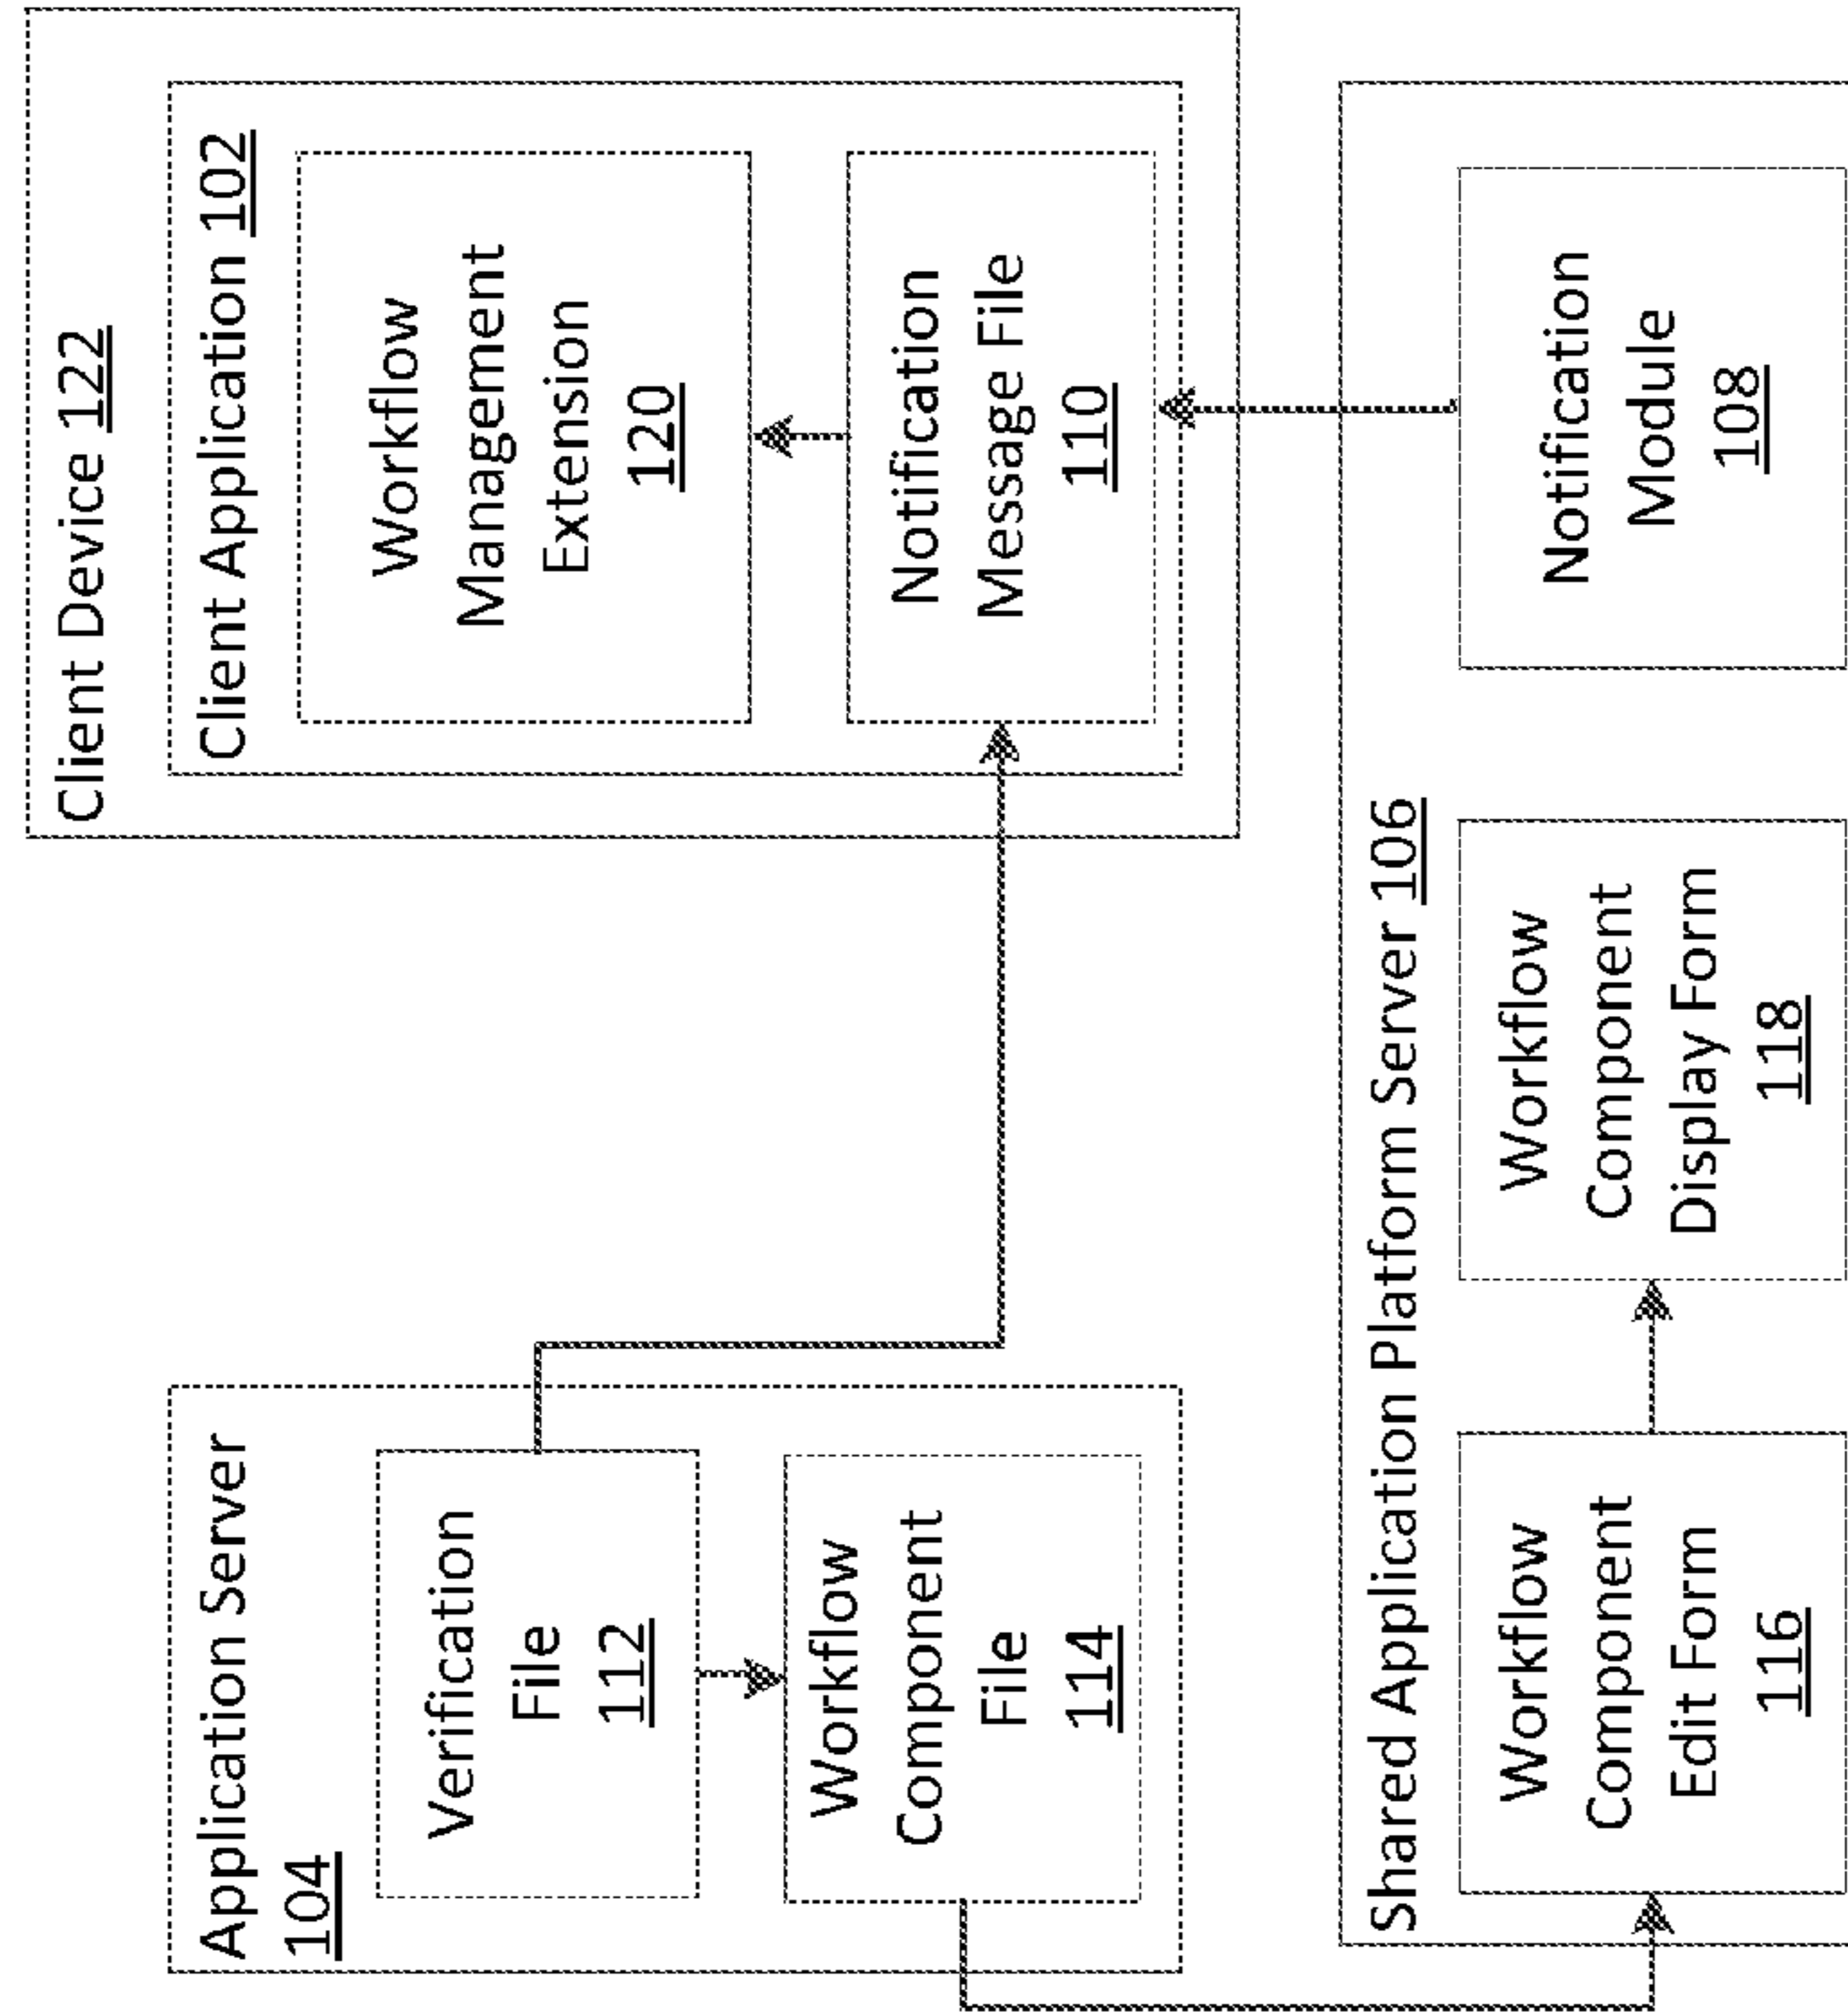 Application Server
104
Verification
File
112
Workflow
Component
File
114
Client Device 122
Client Application 102
Workflow
Management
Extension
120
Notification
Message File
110
Shared Application Platform Server 106
Workflow
Component
Edit Form
116
Workflow
Component
Display Form
118
Notification
Module
108